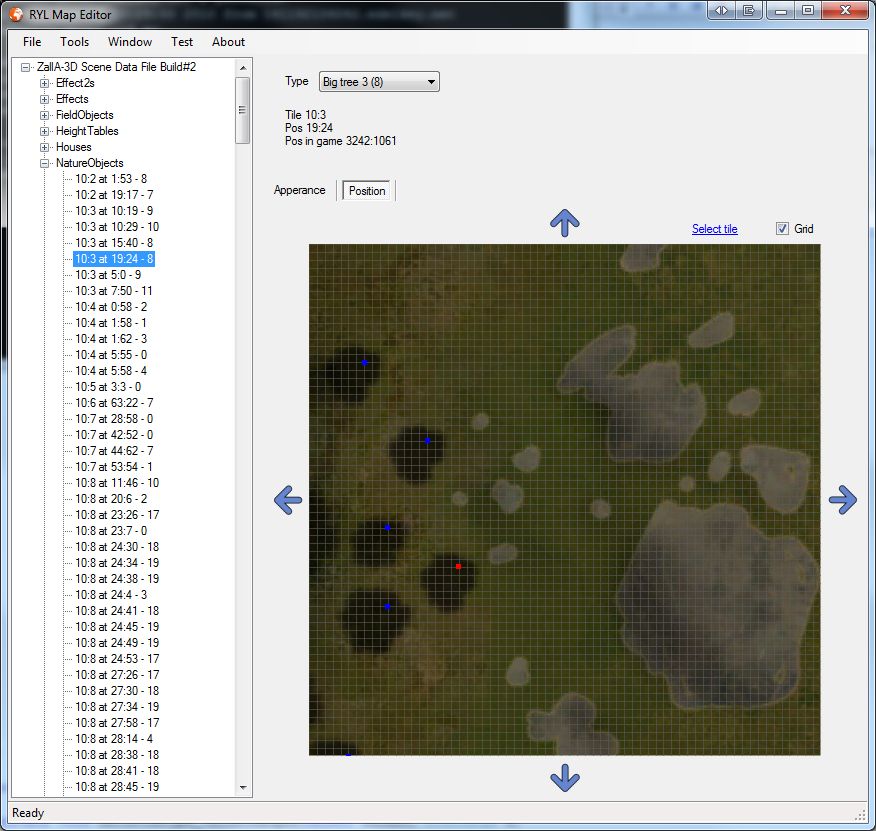 RYL Map Editor
File Tools Window Test About
ZallA-3D Scene Data File Build#2
Effect2s
Effects
FieldObjects
HeightTables
Houses
NatureObjects
10:2 at 1:53 - 8
10:2 at 19:17 - 7
10:3 at 10:19 - 9
10:3 at 10:29 - 10
10:3 at 15:40 - 8
10:3 at 19:24 - 8
10:3 at 5:0 - 9
10:3 at 7:50 - 11
10:4 at 0:58 - 2
10:4 at 1:58 - 1
10:4 at 1:62 - 3
10:4 at 5:55 - 0
10:4 at 5:58 - 4
10:5 at 3:3 - 0
10:6 at 63:22 - 7
10:7 at 28:58 - 0
10:7 at 42:52 - 0
10:7 at 44:62 - 7
10:7 at 53:54 - 1
10:8 at 11:46 - 10
10:8 at 20:6 - 2
10:8 at 23:26 - 17
10:8 at 23:7 - 0
10:8 at 24:30 - 18
10:8 at 24:34 - 19
10:8 at 24:38 - 19
10:8 at 24:4 - 3
10:8 at 24:41 - 18
10:8 at 24:45 - 19
10:8 at 24:49 - 19
10:8 at 24:53 - 17
10:8 at 27:26 - 17
10:8 at 27:30 - 18
10:8 at 27:34 - 19
10:8 at 27:58 - 17
10:8 at 28:14 - 4
10:8 at 28:38 - 18
10:8 at 28:41 - 18
10:8 at 28:45 - 19
Type Big tree 3 (8)
Tile 10:3
Pos 19:24
Pos in game 3242:1061
Apperance Position
Select tile Grid
Ready